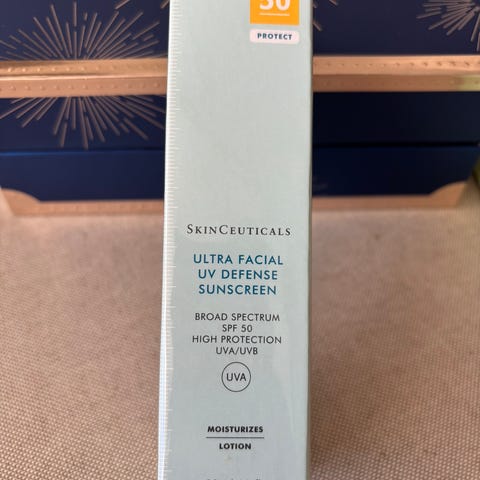 50
PROTECT
SKINCEUTICALS
ULTRA FACIAL
UV DEFENSE
SUNSCREEN
BROAD SPECTRUM
SPF 50
HIGH PROTECTION
UVA/UVB
UVA
MOISTURIZES
LOTION